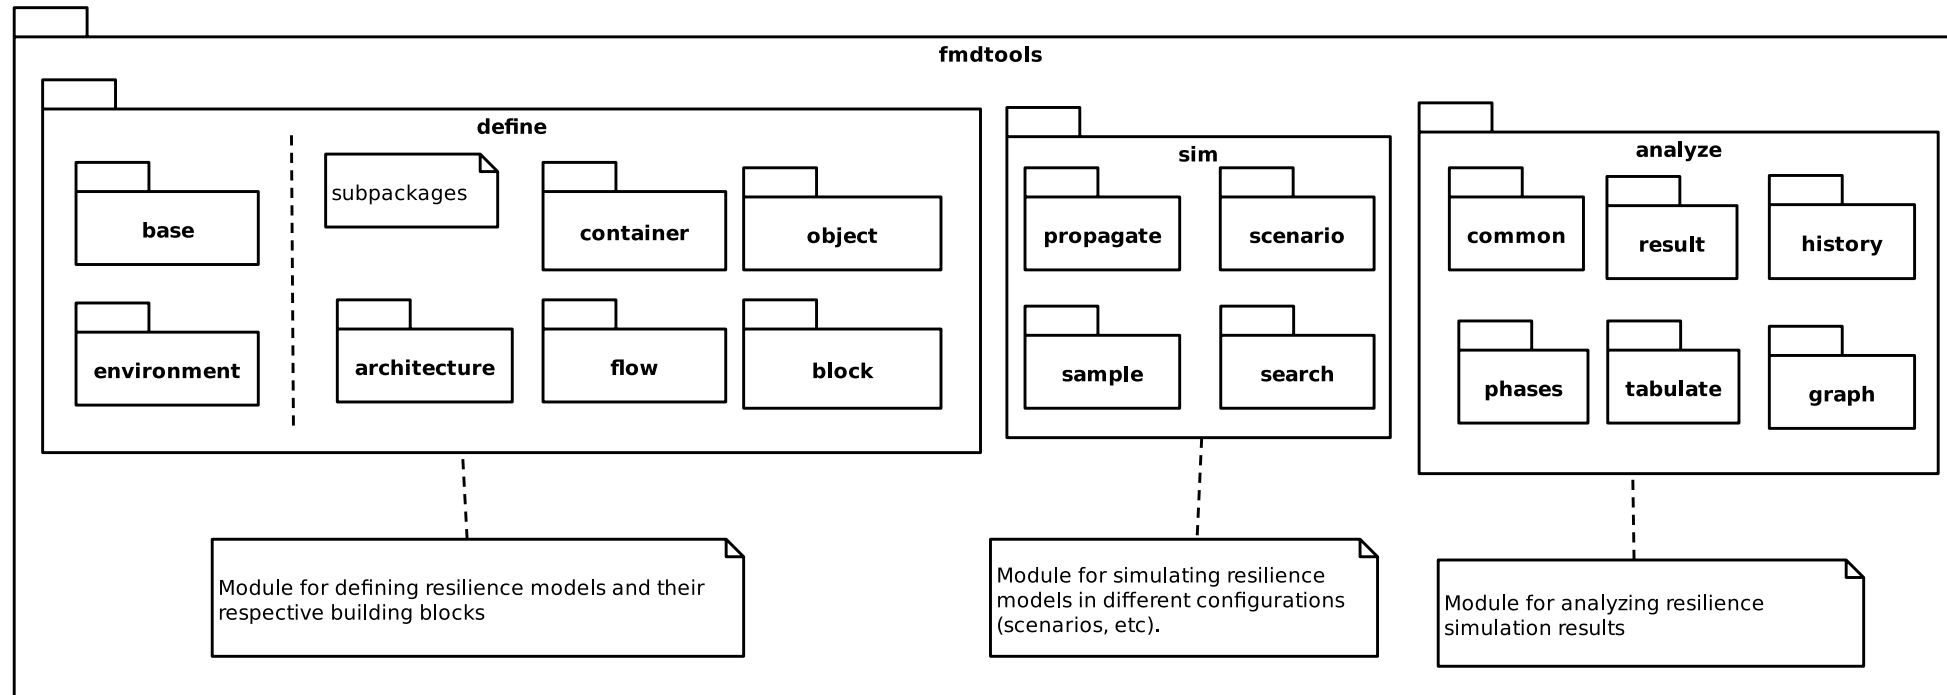 fmdtools
define
base
environment
subpackages
container
object
architecture
flow
block
sim
propagate
scenario
sample
search
analyze
common
result
history
phases
tabulate
graph
Module for defining resilience models and their
respective building blocks
Module for simulating resilience
models in different configurations
(scenarios, etc).
Module for analyzing resilience
simulation results